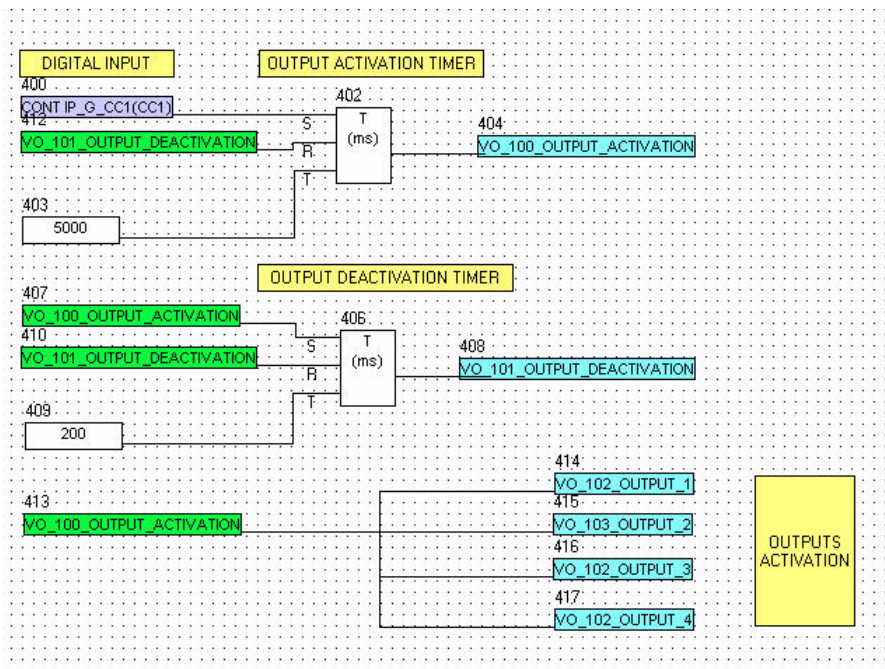 DIGITAL INPUT
OUTPUT ACTIVATION TIMER
400
CONT IP_G_CC1(CC1)
402
412
VO_101_OUTPUT_DEACTIVATION
S
R
T
T
(ms)
404
VO_100_OUTPUT_ACTIVATION
403
5000
OUTPUT DEACTIVATION TIMER
407
VO_100_OUTPUT_ACTIVATION
406
410
VO_101_OUTPUT_DEACTIVATION
S
R
T
T
(ms)
408
VO_101_OUTPUT_DEACTIVATION
409
200
413
VO_100_OUTPUT_ACTIVATION
414
VO_102_OUTPUT_1
415
VO_103_OUTPUT_2
416
VO_102_OUTPUT_3
417
VO_102_OUTPUT_4
OUTPUTS
ACTIVATION